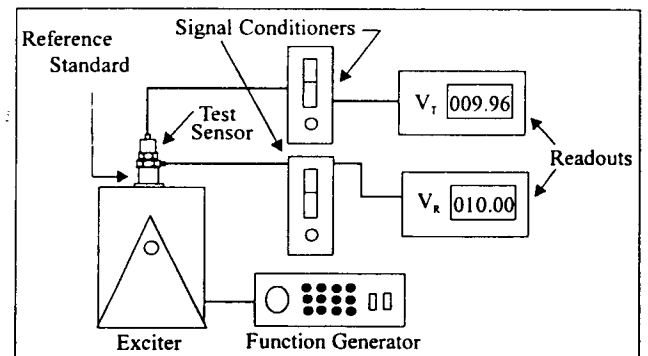 Signal Conditioners
Reference
Standard
Test
Sensor
V_T 009.96
Readouts
V_R 010.00
Exciter
Function Generator